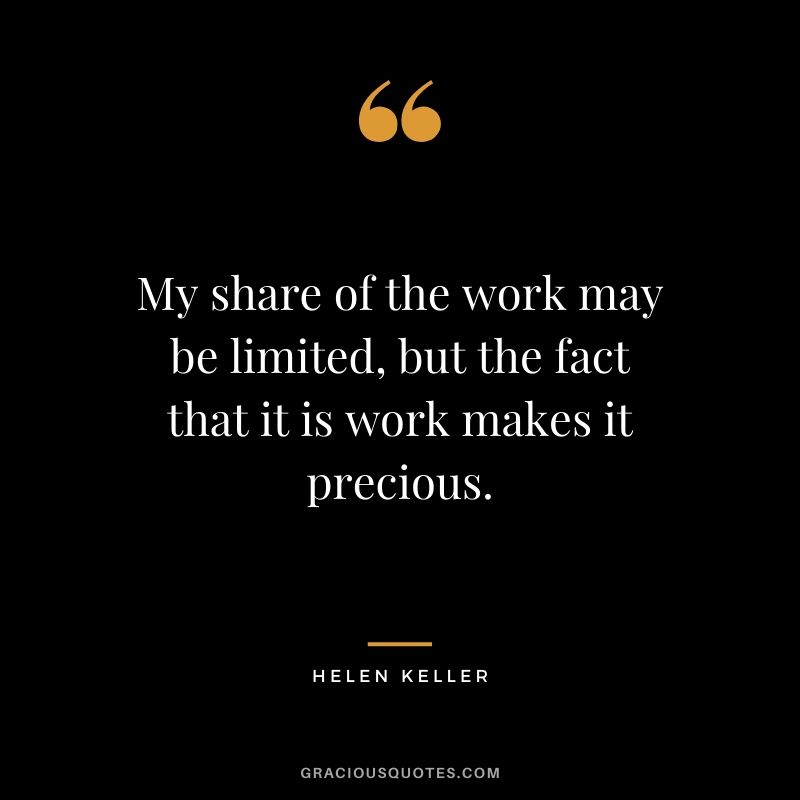 “
My share of the work may
be limited, but the fact
that it is work makes it
precious.
HELEN KELLER
GRACIOUSQUOTES.COM